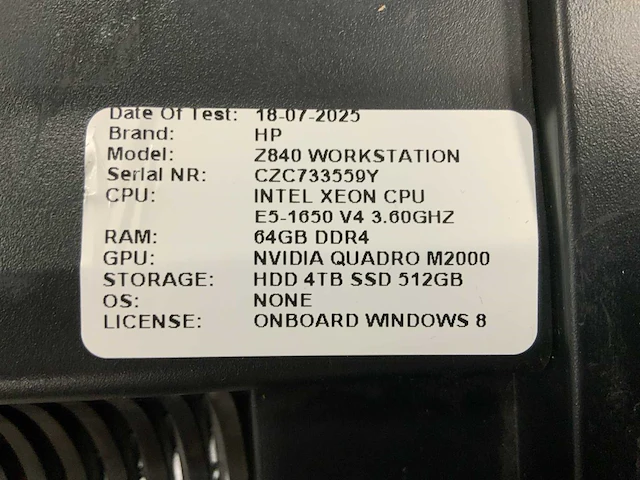 Date Of Test: 18-07-2025
Brand: HP
Model: Z840 WORKSTATION
Serial NR: CZC733559Y
CPU: INTEL XEON CPU
E5-1650 V4 3.60GHZ
RAM: 64GB DDR4
GPU: NVIDIA QUADRO M2000
STORAGE: HDD 4TB SSD 512GB
OS: NONE
LICENSE: ONBOARD WINDOWS 8